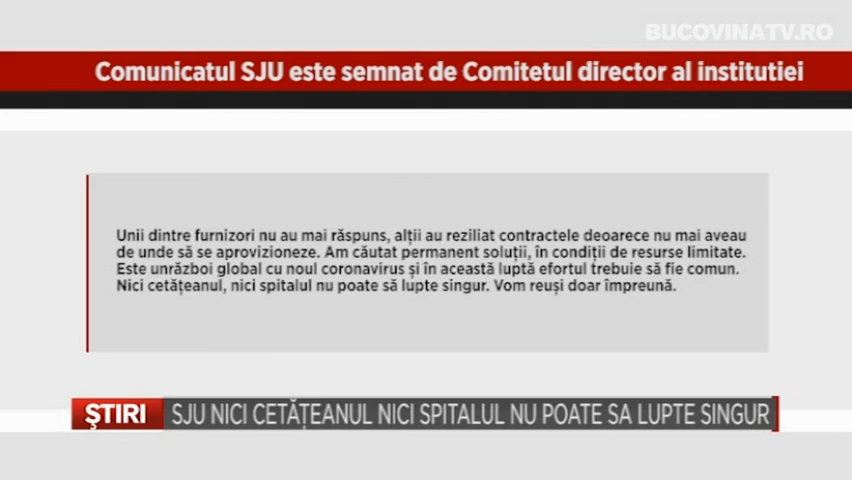 BUCOVINATV.RO
Comunicatul SJU este semnat de Comitetul director al institutiei
Unii dintre furnizori nu au mai răspuns, alții au reziliat contractele deoarece nu mai aveau
de unde să se aprovizioneze. Am căutat permanent soluții, în condiții de resurse limitate.
Este unrăzboi global cu noul coronavirus și în această luptă efortul trebuie să fie comun.
Nici cetățeanul, nici spitalul nu poate să lupte singur. Vom reuși doar împreună.
ŞTIRI SJU NICI CETĂȚEANUL NICI SPITALUL NU POATE SA LUPTE SINGUR